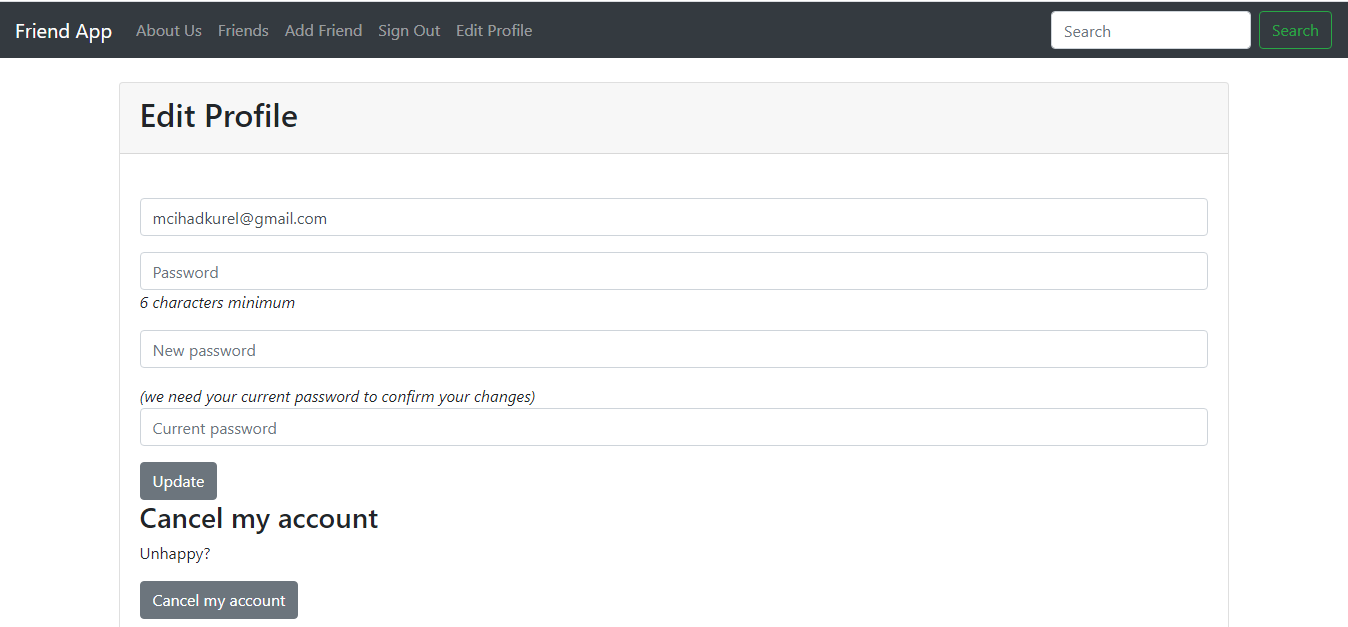 Friend App About Us Friends Add Friend Sign Out Edit Profile Search Search
Edit Profile
mcihadkurel@gmail.com
Password
6 characters minimum
New password
(we need your current password to confirm your changes)
Current password
Update
Cancel my account
Unhappy?
Cancel my account